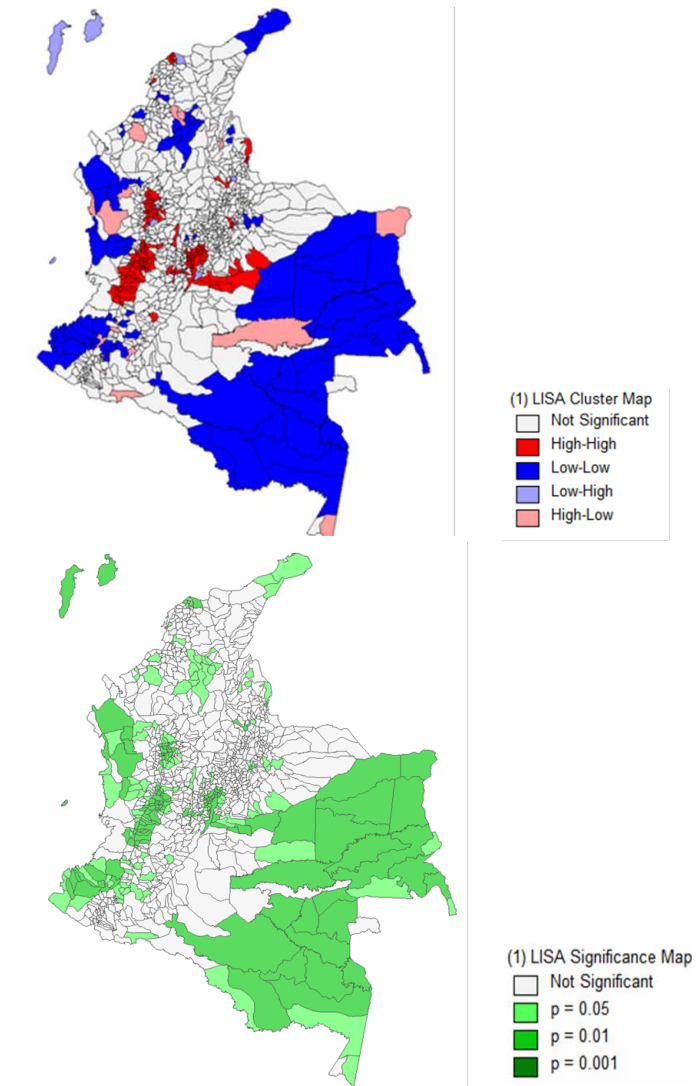 (1) LISA Cluster Map
Not Significant
High-High
Low-Low
Low-High
High-Low
(1) LISA Significance Map
Not Significant
p = 0.05
p = 0.01
p = 0.001